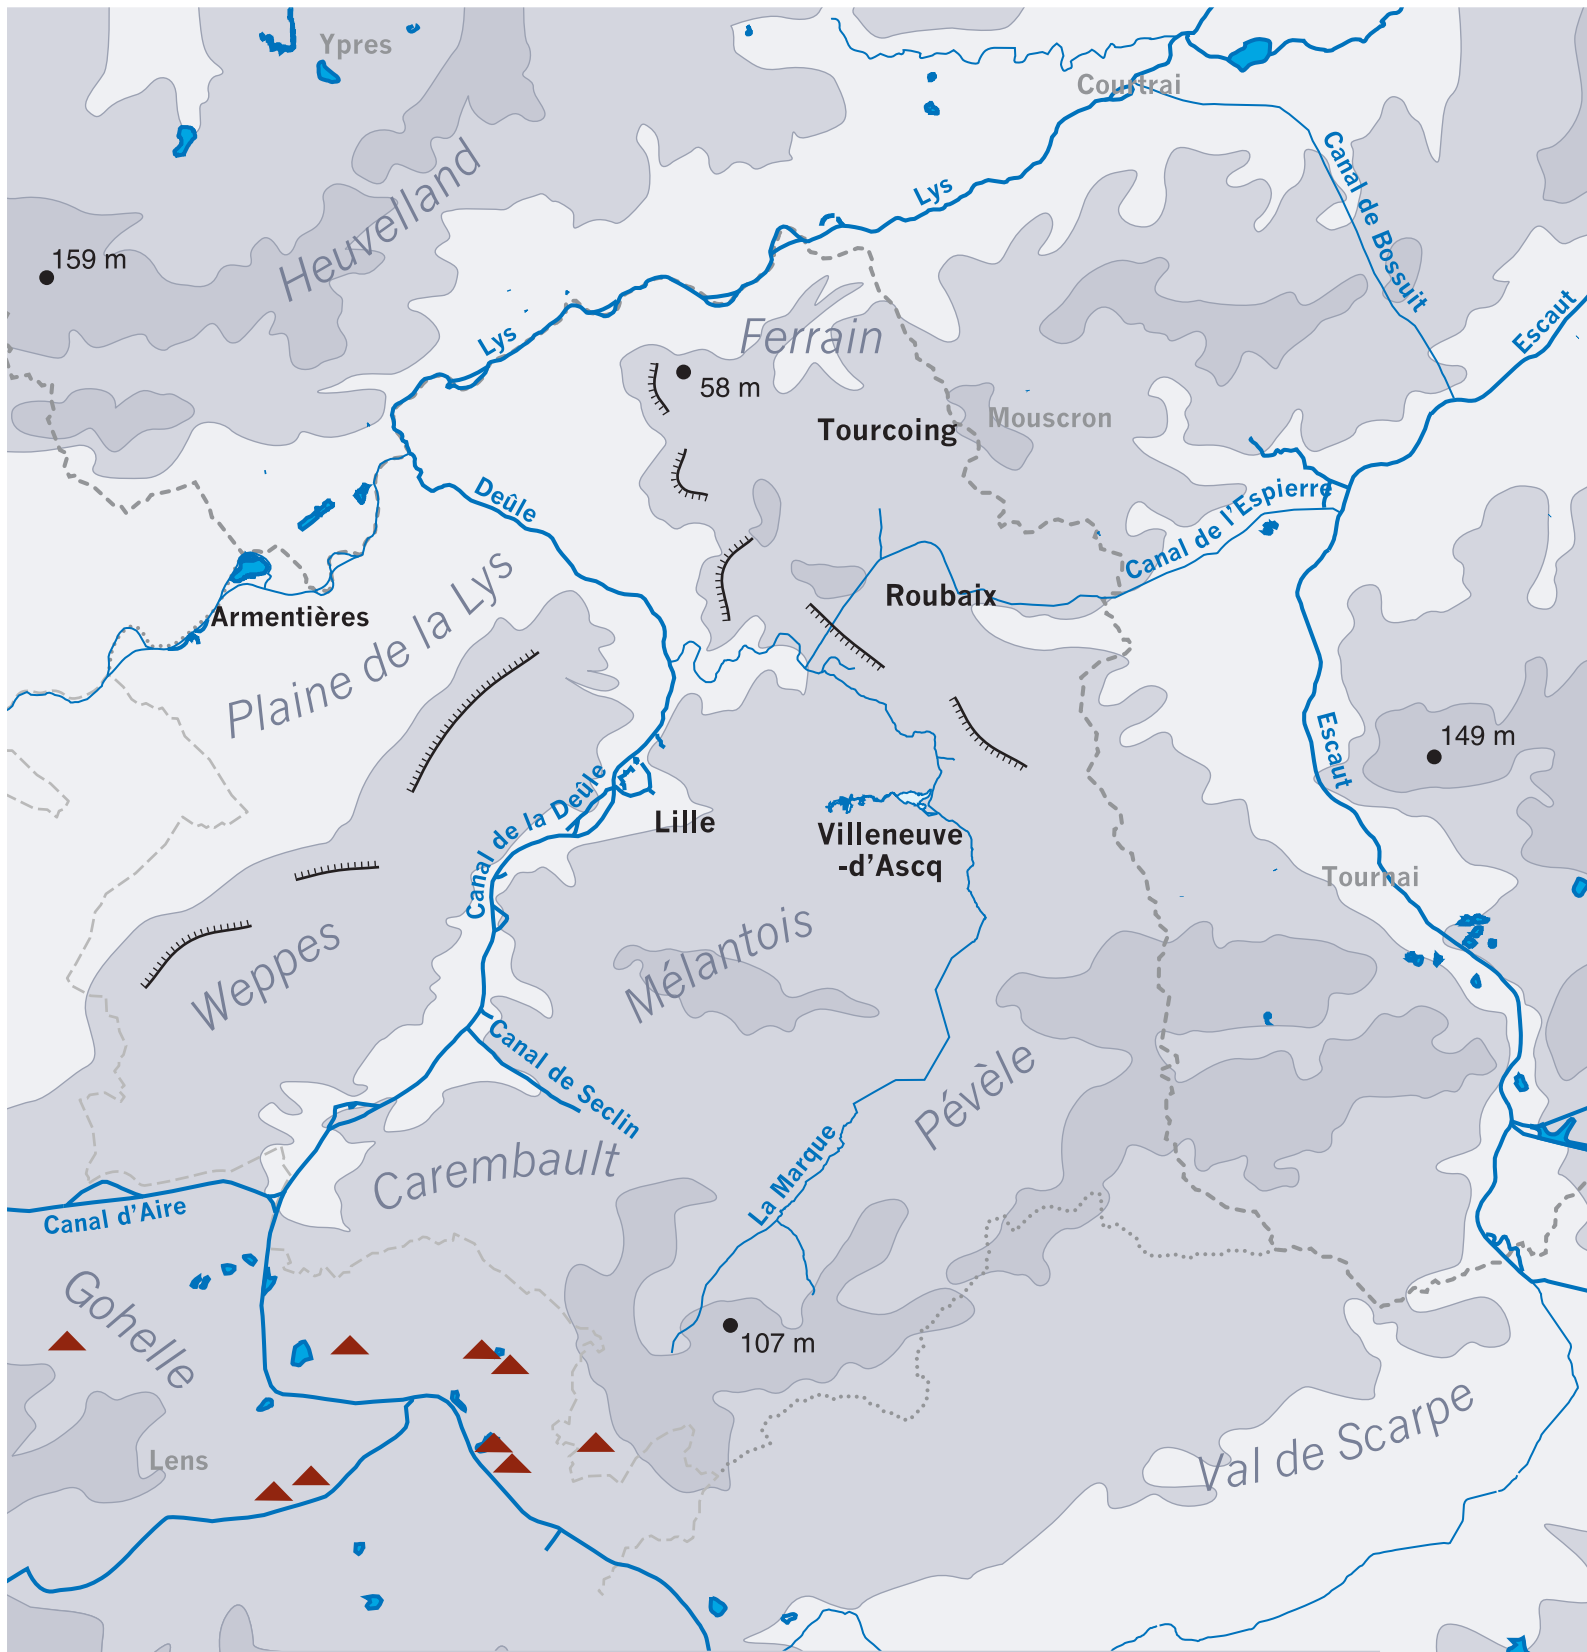 Ypres
Courtrai
Canal de Bossuit
Heuvelland
Lys
159 m
Escaut
Lys
Ferrain
58 m
Tourcoing
Mouscron
Deûle
Canal de l'Espierre
Plaine de la Lys
Armentières
Roubaix
Escaut
149 m
Canal de la Deûle
Lille
Villeneuve
-d'Ascq
Tournai
Weppes
Mélantois
Canal de Seclin
Pévèle
Carembault
La Marque
Canal d'Aire
Gohelle
107 m
Val de Scarpe
Lens